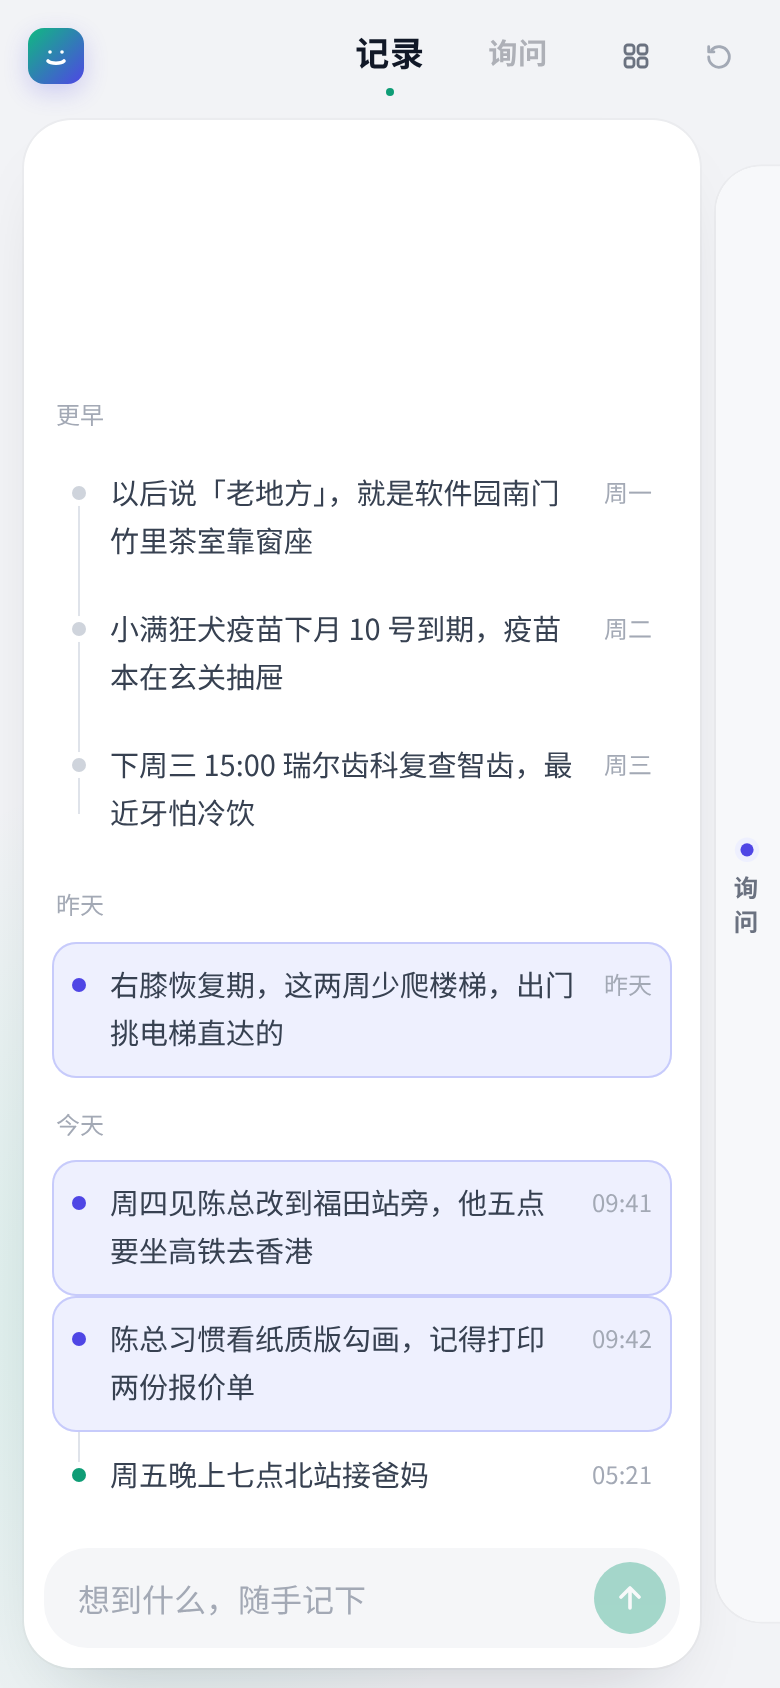 记录
询问
更早
以后说「老地方」，就是软件园南门
周一
竹里茶室靠窗座
小满狂犬疫苗下月 10 号到期，疫苗
周二
本在玄关抽屉
下周三 15:00 瑞尔齿科复查智齿，最
周三
近牙怕冷饮
昨天
右膝恢复期，这两周少爬楼梯，出门
昨天
挑电梯直达的
今天
周四见陈总改到福田站旁，他五点
09:41
要坐高铁去香港
陈总习惯看纸质版勾画，记得打印
09:42
两份报价单
周五晚上七点北站接爸妈
05:21
想到什么，随手记下
询
问